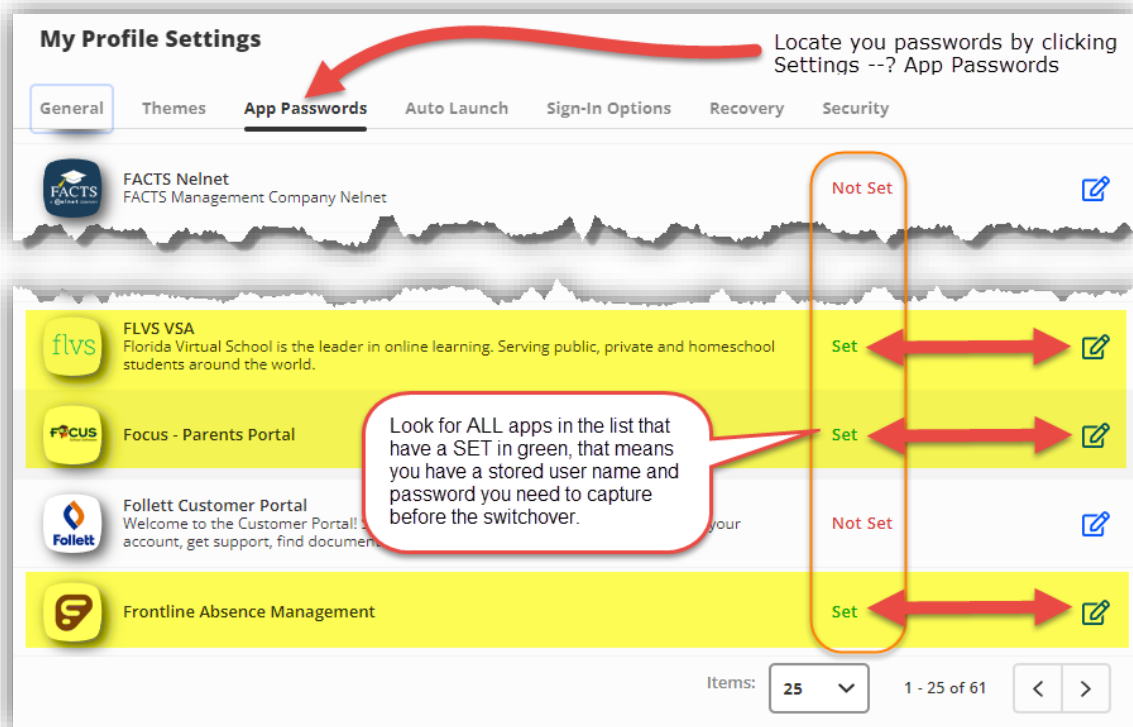 My Profile Settings
Locate you passwords by clicking
Settings --? App Passwords
General Themes App Passwords Auto Launch Sign-In Options Recovery Security
FACTS
FACTS Nelnet
FACTS Management Company Nelnet
Not Set
flvs
FLVS VSA
Florida Virtual School is the leader in online learning. Serving public, private and homeschool
students around the world.
Set
FOCUS
Focus - Parents Portal
Set
Look for ALL apps in the list that
have a SET in green, that means
you have a stored user name and
password you need to capture
before the switchover.
Follett
Follett Customer Portal
Welcome to the Customer Portal! your
account, get support, find
Not Set
Frontline Absence Management
Set
Items: 25 1 - 25 of 61